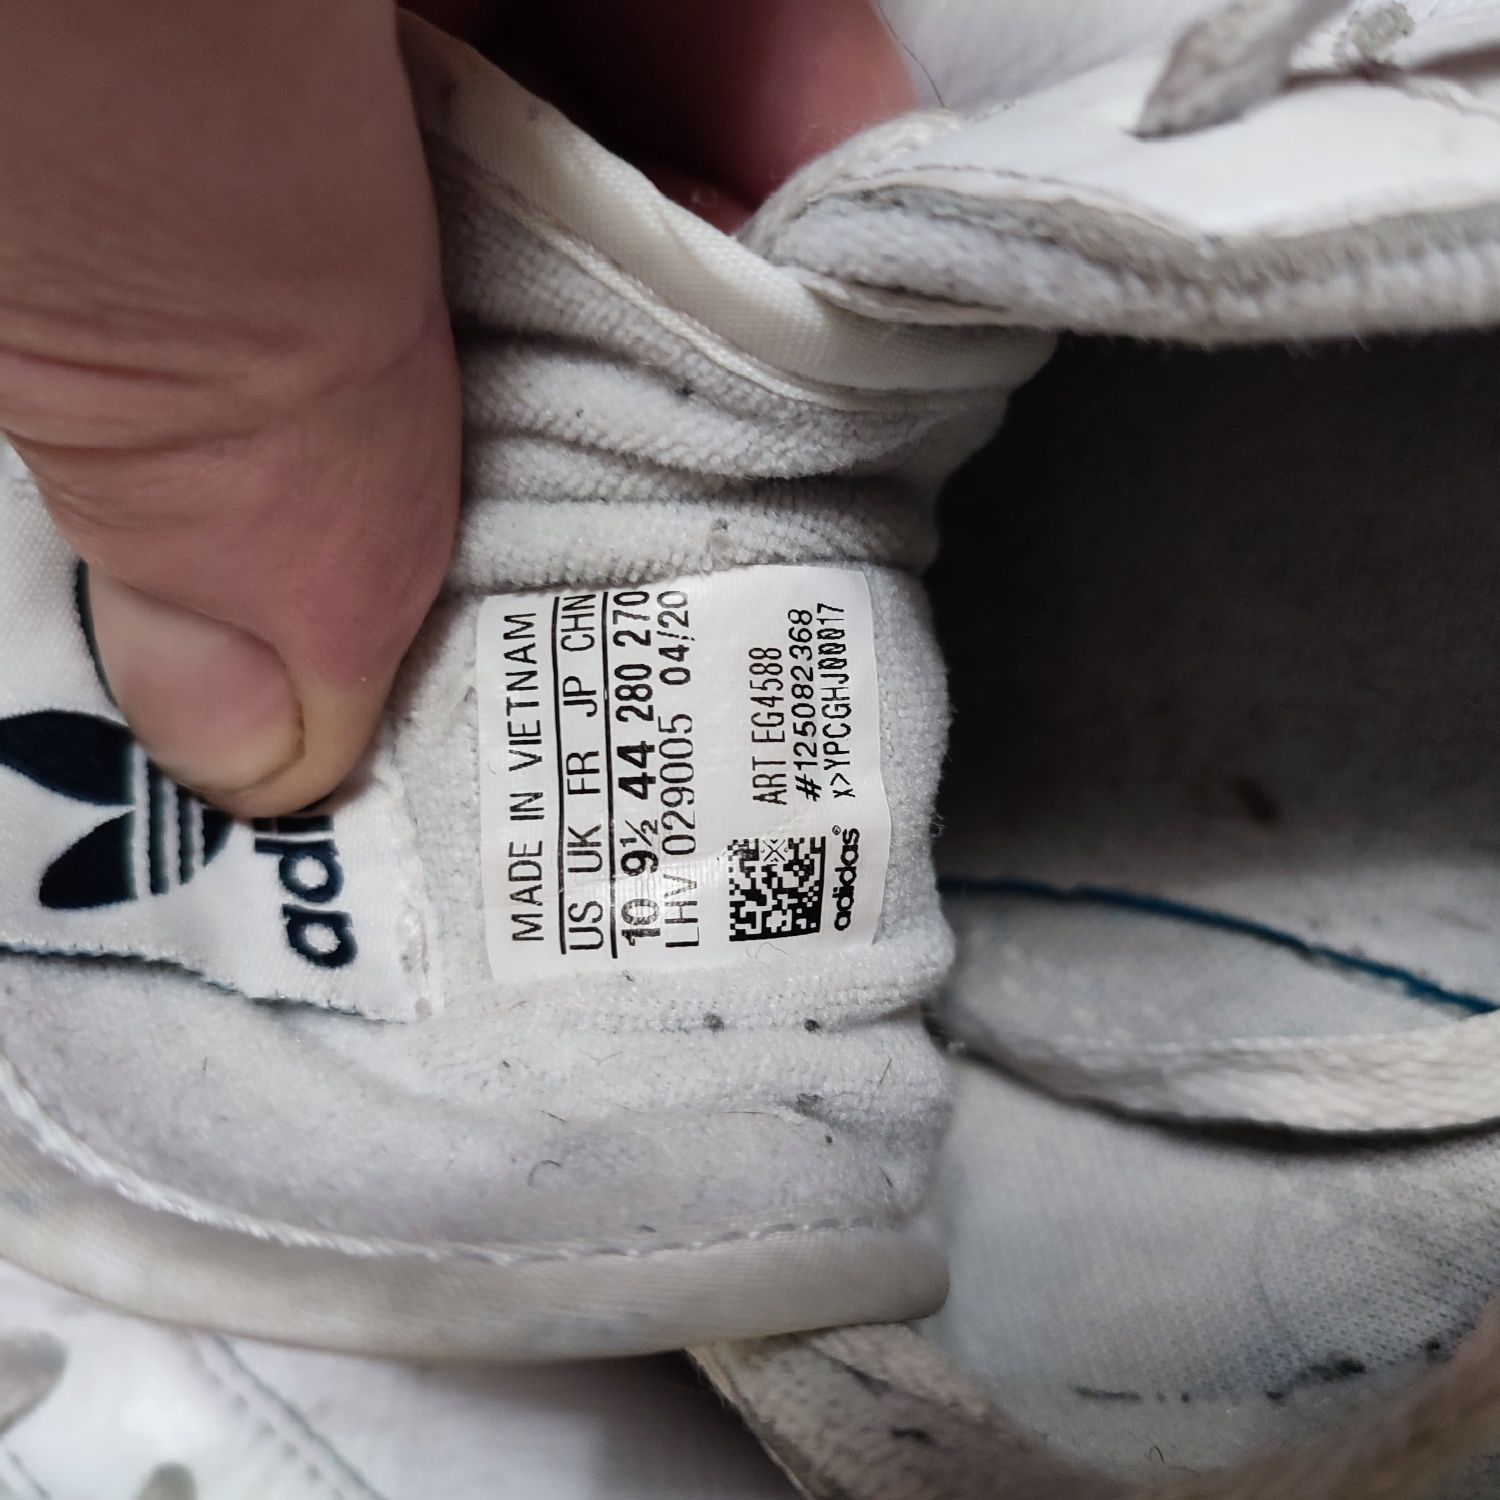 MADE IN VIETNAM
US UK FR JP CHN
10 9½ 44 280 270
LHV 029005 04/20
ART EG4588
#125082368
x>YPCGHJ00017
adidas®
adi